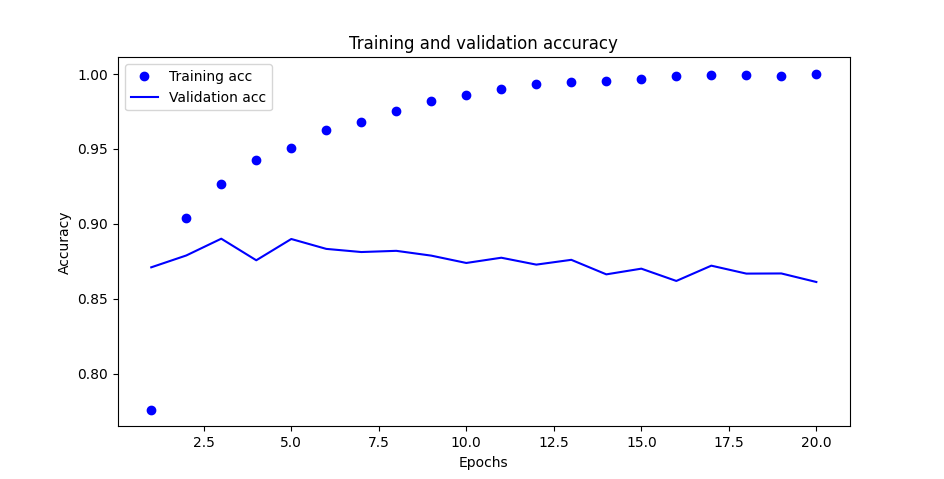 Training and validation accuracy
Training acc
Validation acc
1.00
0.95
0.90
0.85
0.80
Accuracy
2.5 5.0 7.5 10.0 12.5 15.0 17.5 20.0
Epochs